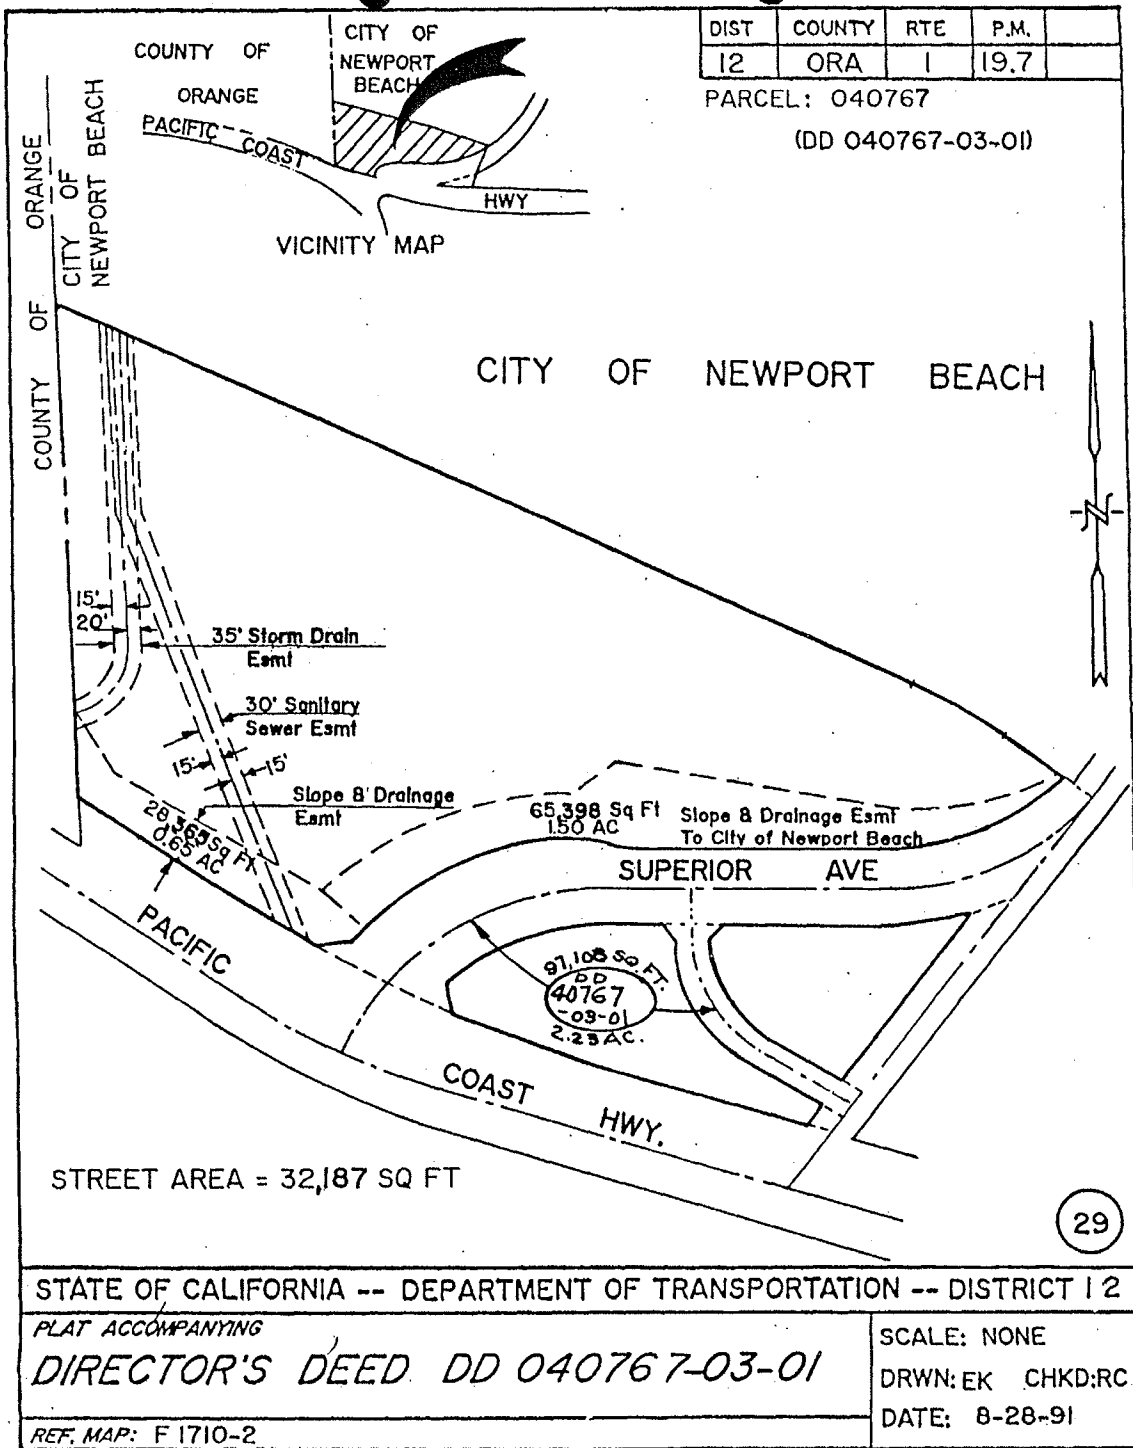 DIST COUNTY RTE P.M.
12 ORA 1 19.7
PARCEL: 040767
(DD 040767-03-01)
COUNTY OF
ORANGE
CITY OF
NEWPORT
BEACH
PACIFIC COAST
HWY
VICINITY MAP
COUNTY OF ORANGE
CITY OF
NEWPORT BEACH
CITY OF NEWPORT BEACH
N
15'
20'
35' Storm Drain
Esmt
30' Sanitary
Sewer Esmt
15' 15'
Slope & Drainage
Esmt
28,365 Sq Ft
0.65 AC
65,398 Sq Ft
1.50 AC
Slope & Drainage Esmt
To City of Newport Beach
SUPERIOR AVE
97,108 SQ. FT.
DD
40767
-03-01
2.23 AC.
PACIFIC
COAST
HWY.
STREET AREA = 32,187 SQ FT
29
STATE OF CALIFORNIA -- DEPARTMENT OF TRANSPORTATION -- DISTRICT 12
PLAT ACCOMPANYING
DIRECTOR'S DEED DD 040767-03-01
REF. MAP: F 1710-2
SCALE: NONE
DRWN: EK CHKD: RC
DATE: 8-28-91